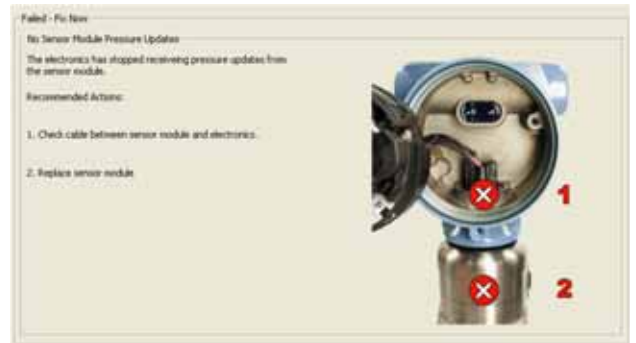 Failed - Fix Now
No Sensor Module Pressure Updates
The electronics has stopped receiveing pressure updates from
the sensor module.
Recommended Actions:
1. Check cable between sensor module and electronics.
2. Replace sensor module
1
2